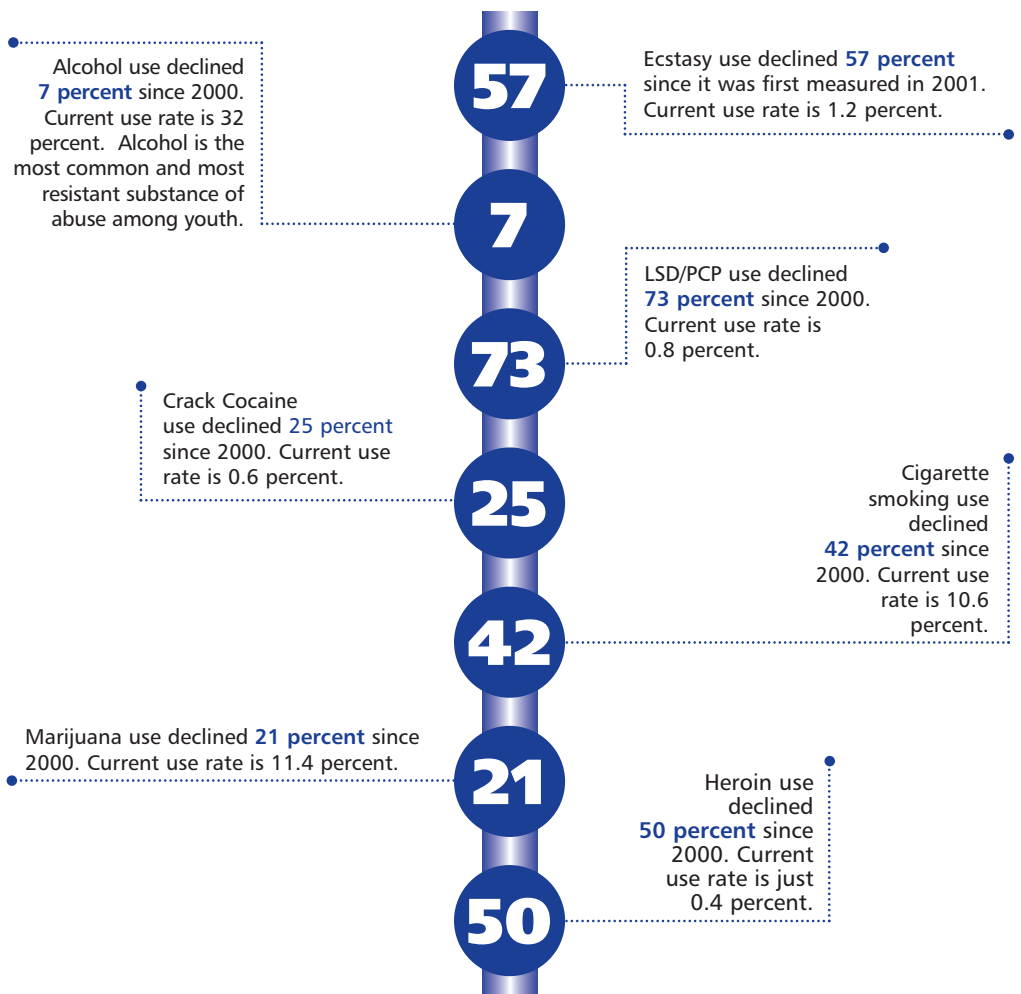 57
Ecstasy use declined 57 percent
since it was first measured in 2001.
Current use rate is 1.2 percent.
Alcohol use declined
7 percent since 2000.
Current use rate is 32
percent.  Alcohol is the
most common and most
resistant substance of
abuse among youth.
7
LSD/PCP use declined
73 percent since 2000.
Current use rate is
0.8 percent.
73
Crack Cocaine
use declined 25 percent
since 2000. Current use
rate is 0.6 percent.
25
Cigarette
smoking use
declined
42 percent since
2000. Current use
rate is 10.6
percent.
42
Marijuana use declined 21 percent since
2000. Current use rate is 11.4 percent.
21
Heroin use
declined
50 percent since
2000. Current
use rate is just
0.4 percent.
50